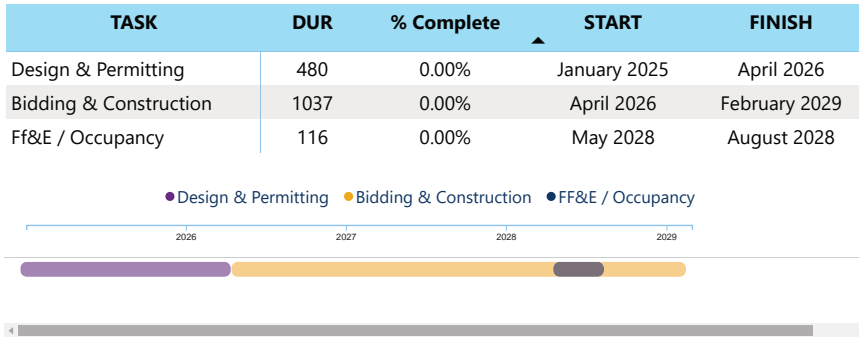 TASK DUR % Complete START FINISH
Design & Permitting 480 0.00% January 2025 April 2026
Bidding & Construction 1037 0.00% April 2026 February 2029
Ff&E / Occupancy 116 0.00% May 2028 August 2028
Design & Permitting Bidding & Construction FF&E / Occupancy
2026 2027 2028 2029